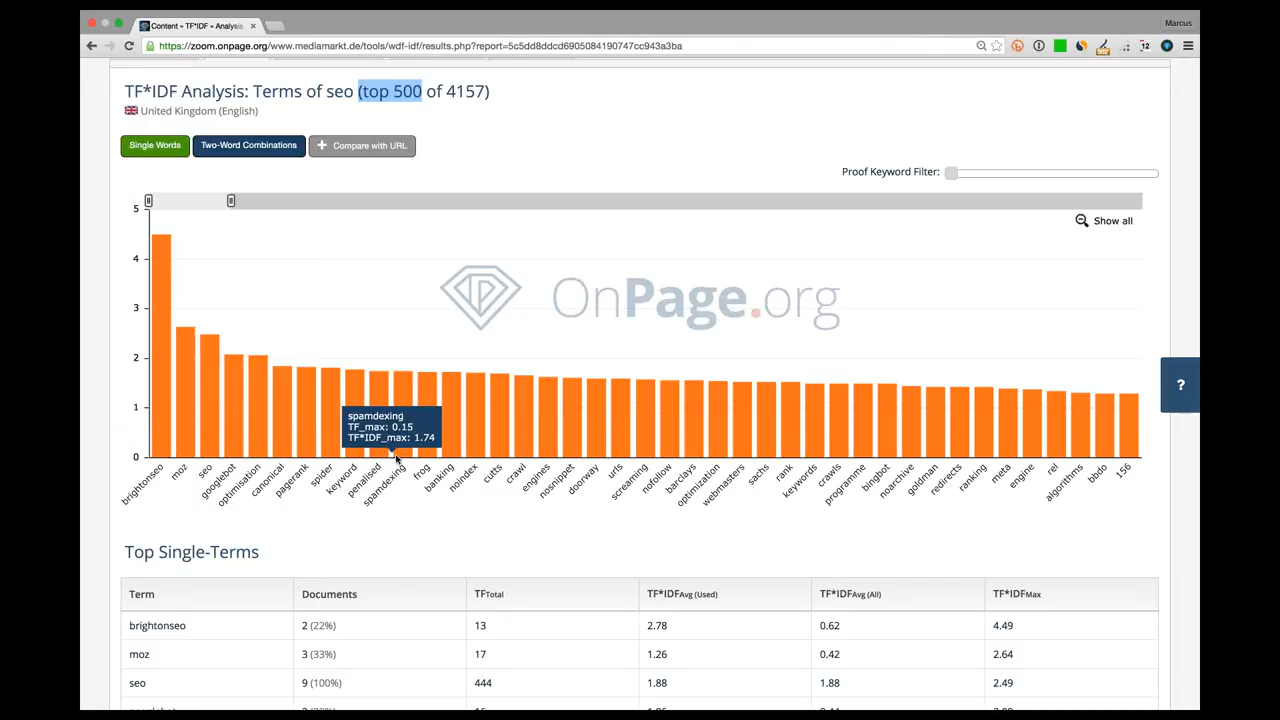 Content » TF*IDF » Analysis
Marcus
https://zoom.onpage.org/www.mediamarkt.de/tools/wdf-idf/results.php?report=5c5dd8ddcd6905084190747cc943a3ba
12
TF*IDF Analysis: Terms of seo (top 500 of 4157)
United Kingdom (English)
Single Words
Two-Word Combinations
Compare with URL
Proof Keyword Filter:
5
Show all
4
OnPage.org
3
2
1
spamdexing
TF_max: 0.15
TF*IDF_max: 1.74
?
0
brightonseo
moz
seo
googlebot
optimisation
canonical
pagerank
spider
keyword
penalised
spamdexing
frog
banking
noindex
cutts
crawl
engines
nosnippet
doorway
urls
screaming
nofollow
barclays
optimization
webmasters
sachs
rank
keywords
crawls
programme
bingbot
noarchive
goldman
redirects
ranking
meta
engine
rel
algorithms
bbdo
156
Top Single-Terms
Term Documents TFTotal TF*IDFAvg (Used) TF*IDFAvg (All) TF*IDFMax
brightonseo 2 (22%) 13 2.78 0.62 4.49
moz 3 (33%) 17 1.26 0.42 2.64
seo 9 (100%) 444 1.88 1.88 2.49